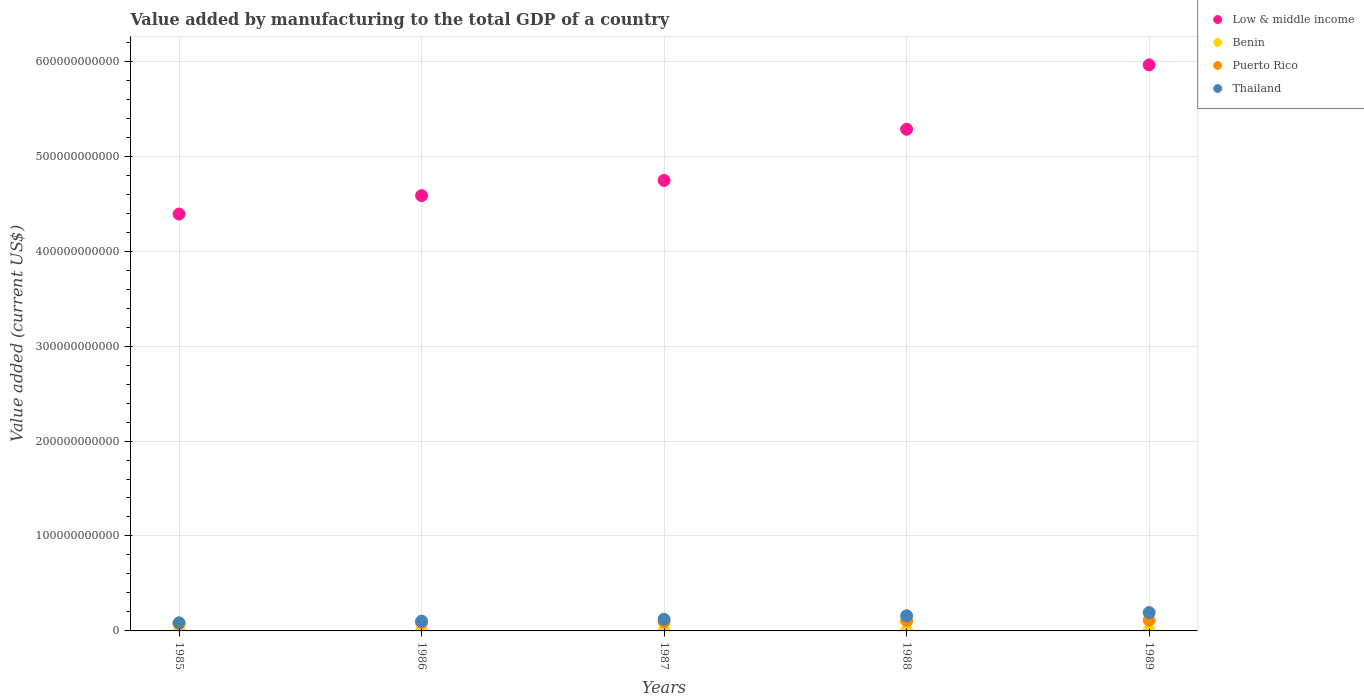 Value added by manufacturing to the total GDP of a country
Low & middle income
Benin
Puerto Rico
Thailand
Value added (current US$)
600000000000
500000000000
400000000000
300000000000
200000000000
100000000000
0
1985
1986
1987
1988
1989
Years